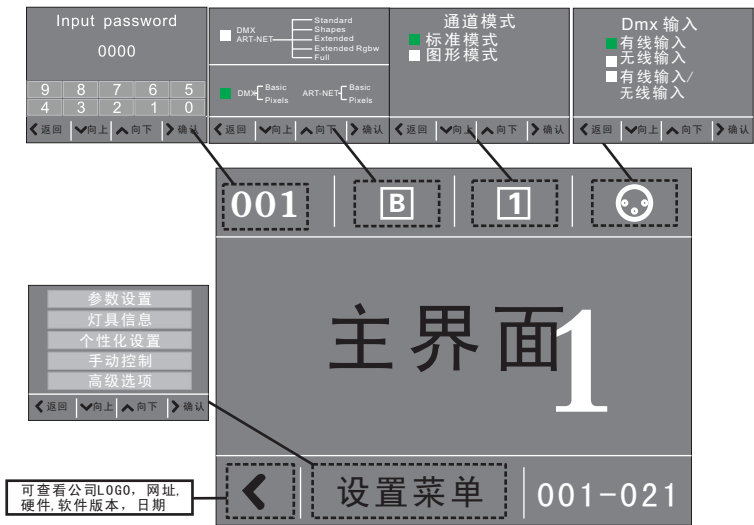 Input password
0000
9 8 7 6 5
4 3 2 1 0
返回 向上 向下 确认
DMX
ART-NET
Standard
Shapes
Extended
Extended Rgbw
Full
DMX Basic
Pixels
ART-NET Basic
Pixels
返回 向上 向下 确认
通道模式
标准模式
图形模式
返回 向上 向下 确认
Dmx 输入
有线输入
无线输入
有线输入/
无线输入
返回 向上 向下 确认
001 B 1
主界面1
参数设置
灯具信息
个性化设置
手动控制
高级选项
返回 向上 向下 确认
可查看公司LOGO, 网址,
硬件,软件版本, 日期
设置菜单 001-021